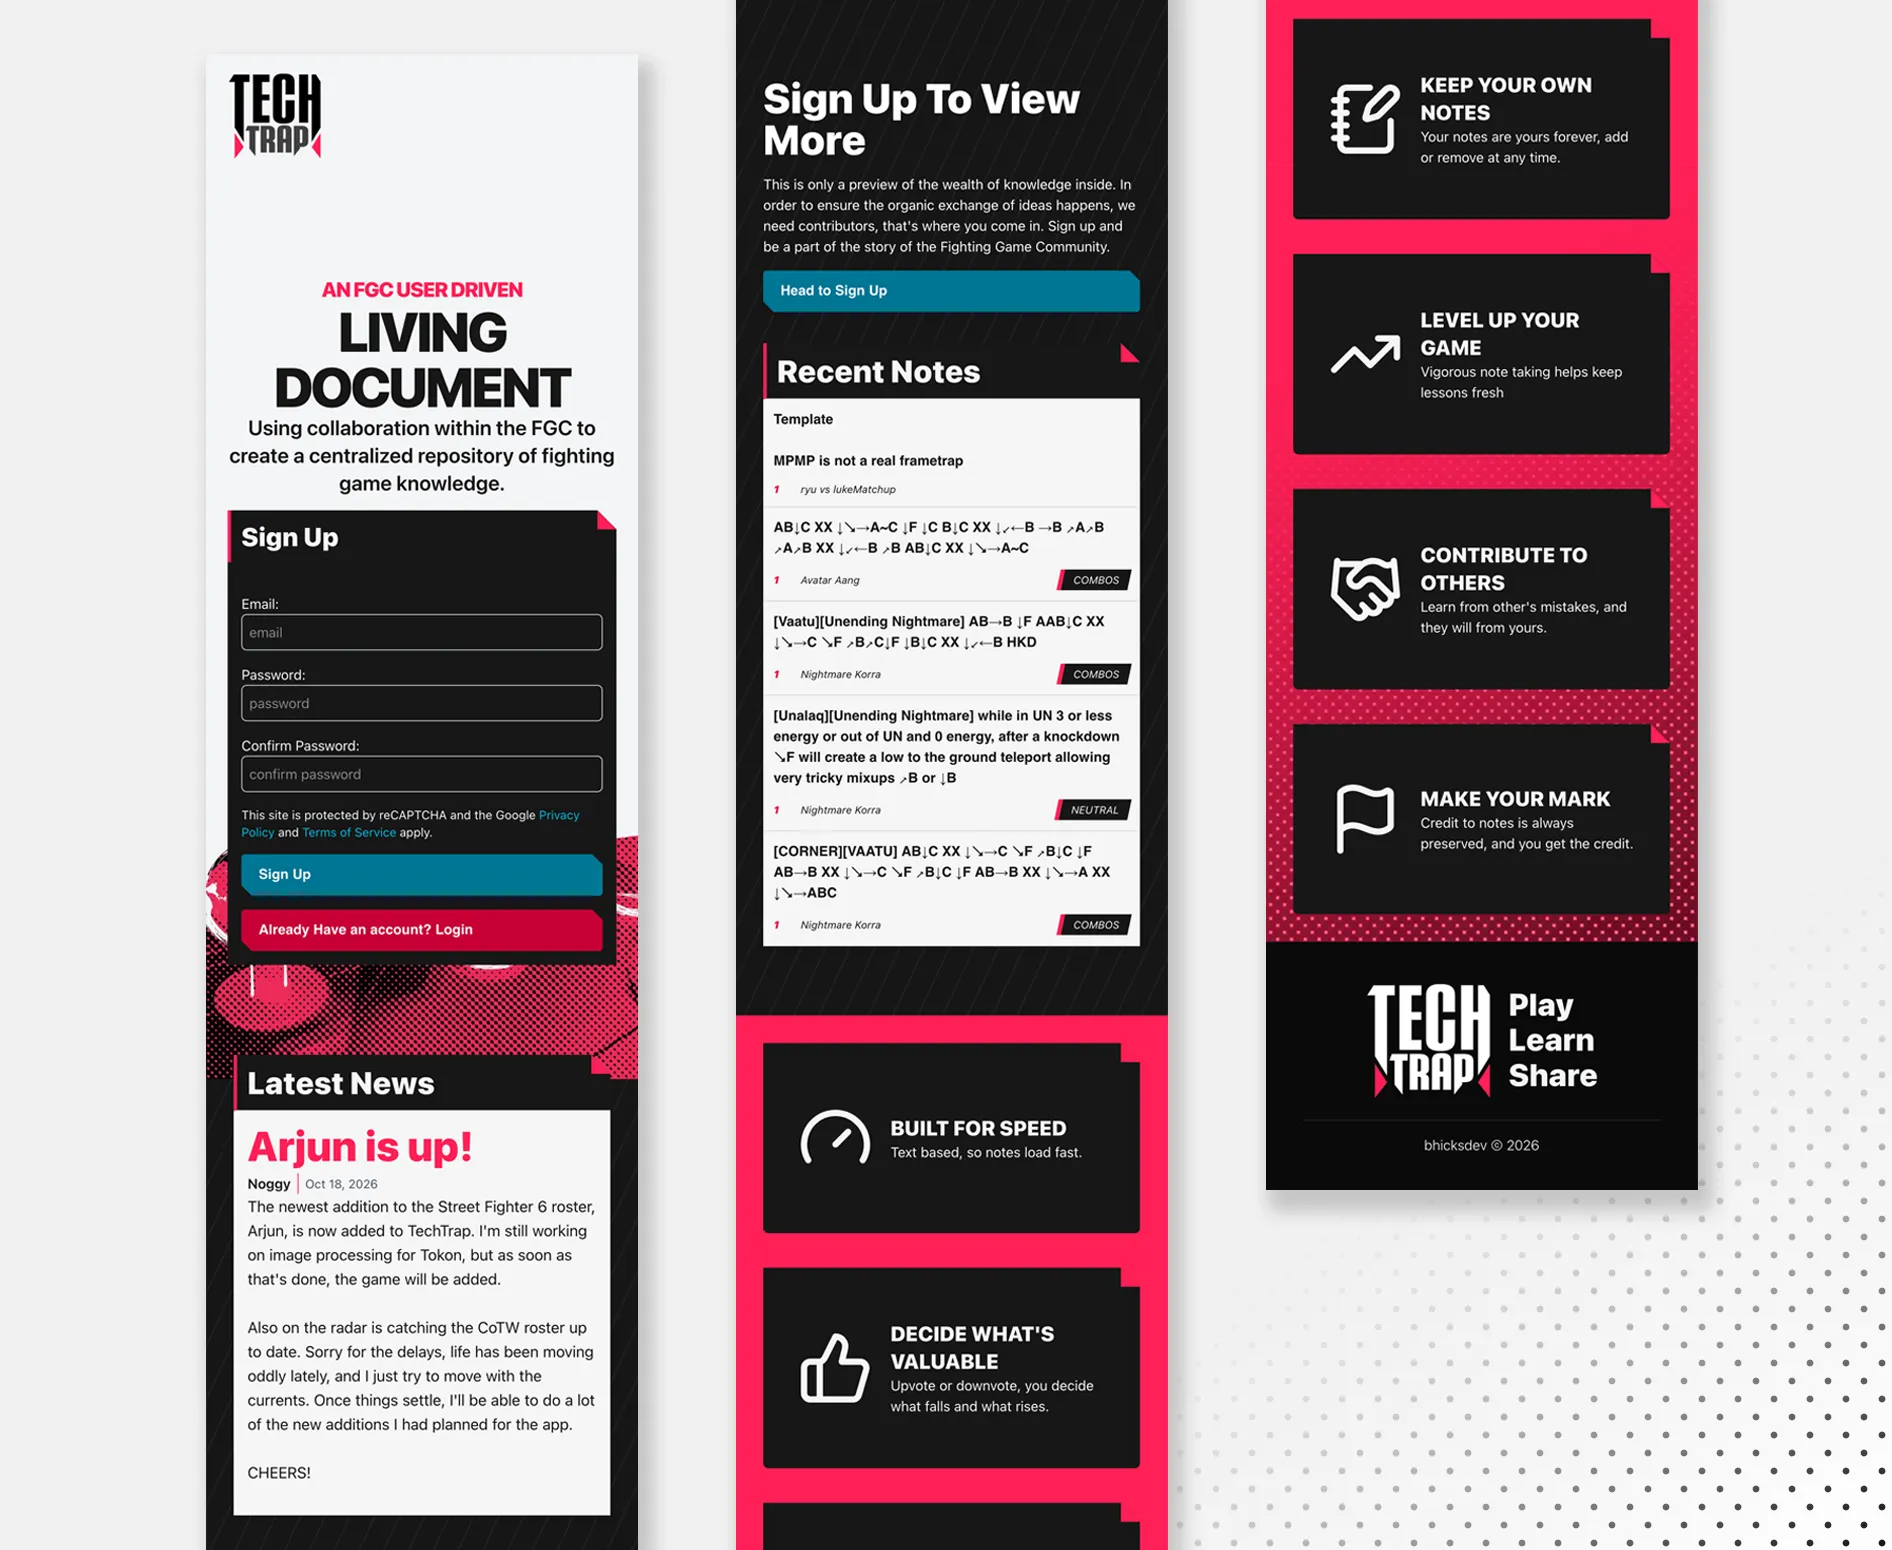 TECH
TRAP
AN FGC USER DRIVEN
LIVING
DOCUMENT
Using collaboration within the FGC to
create a centralized repository of fighting
game knowledge.
Sign Up
Email:
email
Password:
password
Confirm Password:
confirm password
This site is protected by reCAPTCHA and the Google Privacy
Policy and Terms of Service apply.
Sign Up
Already Have an account? Login
Latest News
Arjun is up!
Noggy Oct 18, 2026
The newest addition to the Street Fighter 6 roster,
Arjun, is now added to TechTrap. I'm still working
on image processing for Tokon, but as soon as
that's done, the game will be added.
Also on the radar is catching the CoTW roster up
to date. Sorry for the delays, life has been moving
oddly lately, and I just try to move with the
currents. Once things settle, I'll be able to do a lot
of the new additions I had planned for the app.
CHEERS!
Sign Up To View
More
This is only a preview of the wealth of knowledge inside. In
order to ensure the organic exchange of ideas happens, we
need contributors, that's where you come in. Sign up and
be a part of the story of the Fighting Game Community.
Head to Sign Up
Recent Notes
Template
MPMP is not a real frametrap
1 ryu vs lukeMatchup
AB↓C XX ↓↘→A~C ↓F ↓C B↓C XX ↓↙←B →B ↗A↗B
↗A↗B XX ↓↙←B ↗B AB↓C XX ↓↘→A~C
1 Avatar Aang COMBOS
[Vaatu][Unending Nightmare] AB→B ↓F AAB↓C XX
↓↘→C ↘F ↗B↗C↓F ↓B↓C XX ↓↙←B HKD
1 Nightmare Korra COMBOS
[Unalaq][Unending Nightmare] while in UN 3 or less
energy or out of UN and 0 energy, after a knockdown
↘F will create a low to the ground teleport allowing
very tricky mixups ↗B or ↓B
1 Nightmare Korra NEUTRAL
[CORNER][VAATU] AB↓C XX ↓↘→C ↘F ↗B↓C ↓F
AB→B XX ↓↘→C ↘F ↗B↓C ↓F AB→B XX ↓↘→A XX
↓↘→ABC
1 Nightmare Korra COMBOS
BUILT FOR SPEED
Text based, so notes load fast.
DECIDE WHAT'S
VALUABLE
Upvote or downvote, you decide
what falls and what rises.
KEEP YOUR OWN
NOTES
Your notes are yours forever, add
or remove at any time.
LEVEL UP YOUR
GAME
Vigorous note taking helps keep
lessons fresh
CONTRIBUTE TO
OTHERS
Learn from other's mistakes, and
they will from yours.
MAKE YOUR MARK
Credit to notes is always
preserved, and you get the credit.
TECH
TRAP
Play
Learn
Share
bhicksdev © 2026